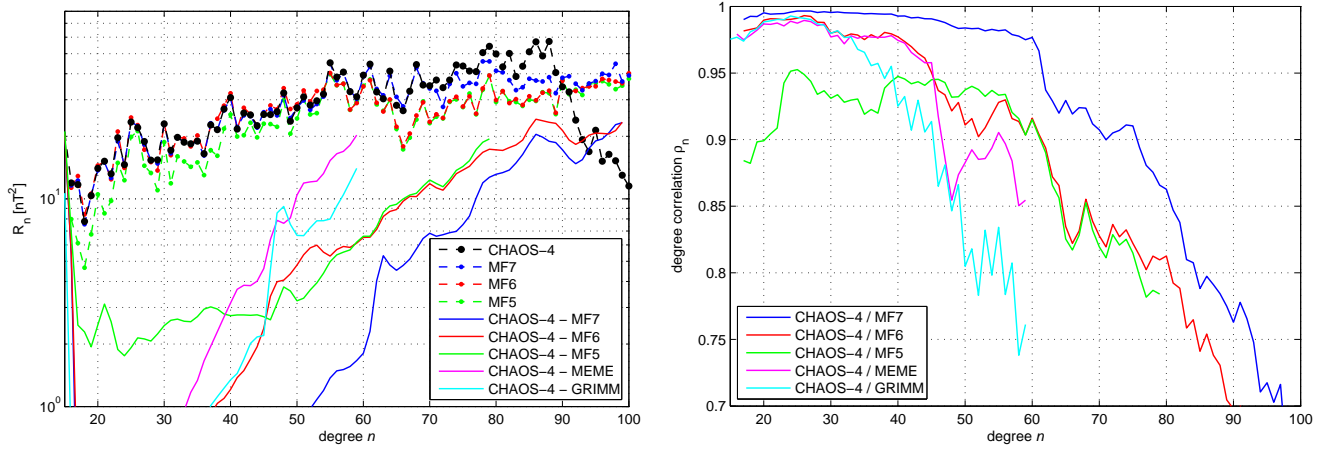 R_n [nT^-2]
10^1
10^0
20 30 40 50 60 70 80 90 100
degree n
CHAOS−4
MF7
MF6
MF5
CHAOS−4 − MF7
CHAOS−4 − MF6
CHAOS−4 − MF5
CHAOS−4 − MEME
CHAOS−4 − GRIMM
degree correlation ρ_n
1
0.95
0.9
0.85
0.8
0.75
0.7
20 30 40 50 60 70 80 90 100
degree n
CHAOS−4 / MF7
CHAOS−4 / MF6
CHAOS−4 / MF5
CHAOS−4 / MEME
CHAOS−4 / GRIMM